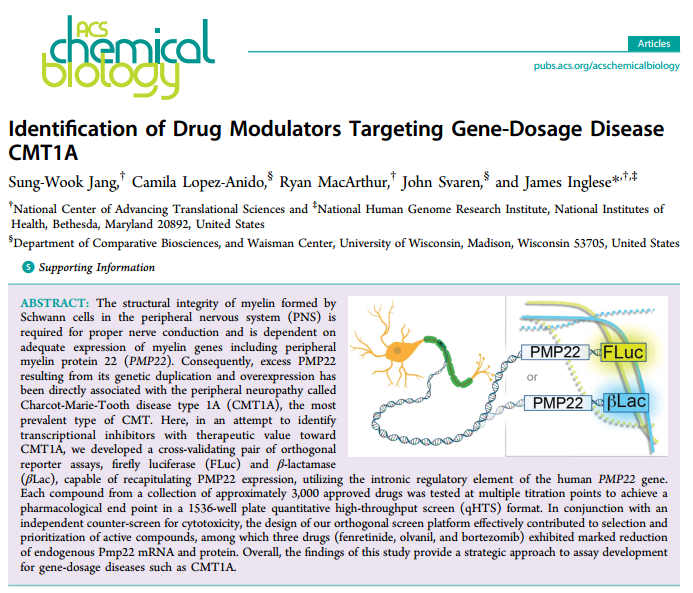 ACS
chemical
biology
Articles
pubs.acs.org/acschemicalbiology
Identification of Drug Modulators Targeting Gene-Dosage Disease
CMT1A
Sung-Wook Jang,† Camila Lopez-Anido,§ Ryan MacArthur,† John Svaren,§ and James Inglese*,†,‡
†National Center of Advancing Translational Sciences and ‡National Human Genome Research Institute, National Institutes of
Health, Bethesda, Maryland 20892, United States
§Department of Comparative Biosciences, and Waisman Center, University of Wisconsin, Madison, Wisconsin 53705, United States
S Supporting Information
ABSTRACT: The structural integrity of myelin formed by
Schwann cells in the peripheral nervous system (PNS) is
required for proper nerve conduction and is dependent on
adequate expression of myelin genes including peripheral
myelin protein 22 (PMP22). Consequently, excess PMP22
resulting from its genetic duplication and overexpression has
been directly associated with the peripheral neuropathy called
Charcot-Marie-Tooth disease type 1A (CMT1A), the most
prevalent type of CMT. Here, in an attempt to identify
transcriptional inhibitors with therapeutic value toward
CMT1A, we developed a cross-validating pair of orthogonal
reporter assays, firefly luciferase (FLuc) and β-lactamase
(βLac), capable of recapitulating PMP22 expression, utilizing the intronic regulatory element of the human PMP22 gene.
Each compound from a collection of approximately 3,000 approved drugs was tested at multiple titration points to achieve a
pharmacological end point in a 1536-well plate quantitative high-throughput screen (qHTS) format. In conjunction with an
independent counter-screen for cytotoxicity, the design of our orthogonal screen platform effectively contributed to selection and
prioritization of active compounds, among which three drugs (fenretinide, olvanil, and bortezomib) exhibited marked reduction
of endogenous Pmp22 mRNA and protein. Overall, the findings of this study provide a strategic approach to assay development
for gene-dosage diseases such as CMT1A.
PMP22 FLuc
or
PMP22 βLac